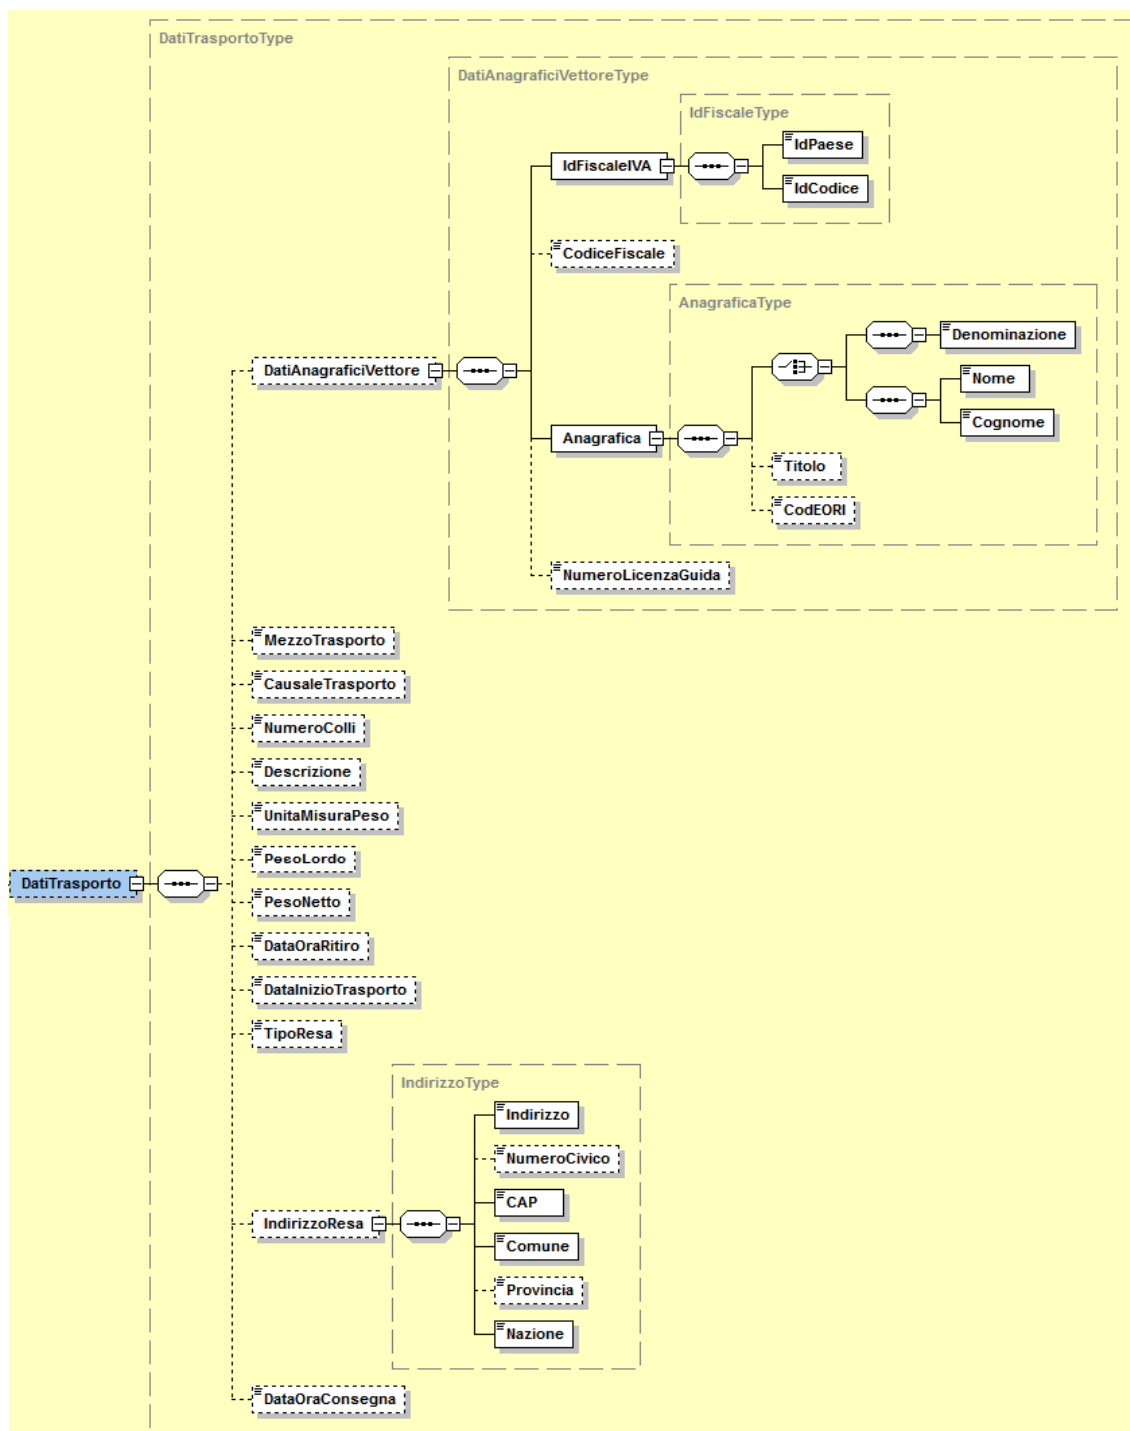 DatiTrasportoType
DatiAnagraficiVettoreType
IdFiscaleType
IdPaese
IdFiscaleIVA
IdCodice
CodiceFiscale
AnagraficaType
Denominazione
DatiAnagraficiVettore
Nome
Cognome
Anagrafica
Titolo
CodEORI
NumeroLicenzaGuida
MezzoTrasporto
CausaleTrasporto
NumeroColli
Descrizione
UnitaMisuraPeso
PesoLordo
DatiTrasporto
PesoNetto
DataOraRitiro
DataInizioTrasporto
TipoResa
IndirizzoType
Indirizzo
NumeroCivico
CAP
IndirizzoResa
Comune
Provincia
Nazione
DataOraConsegna